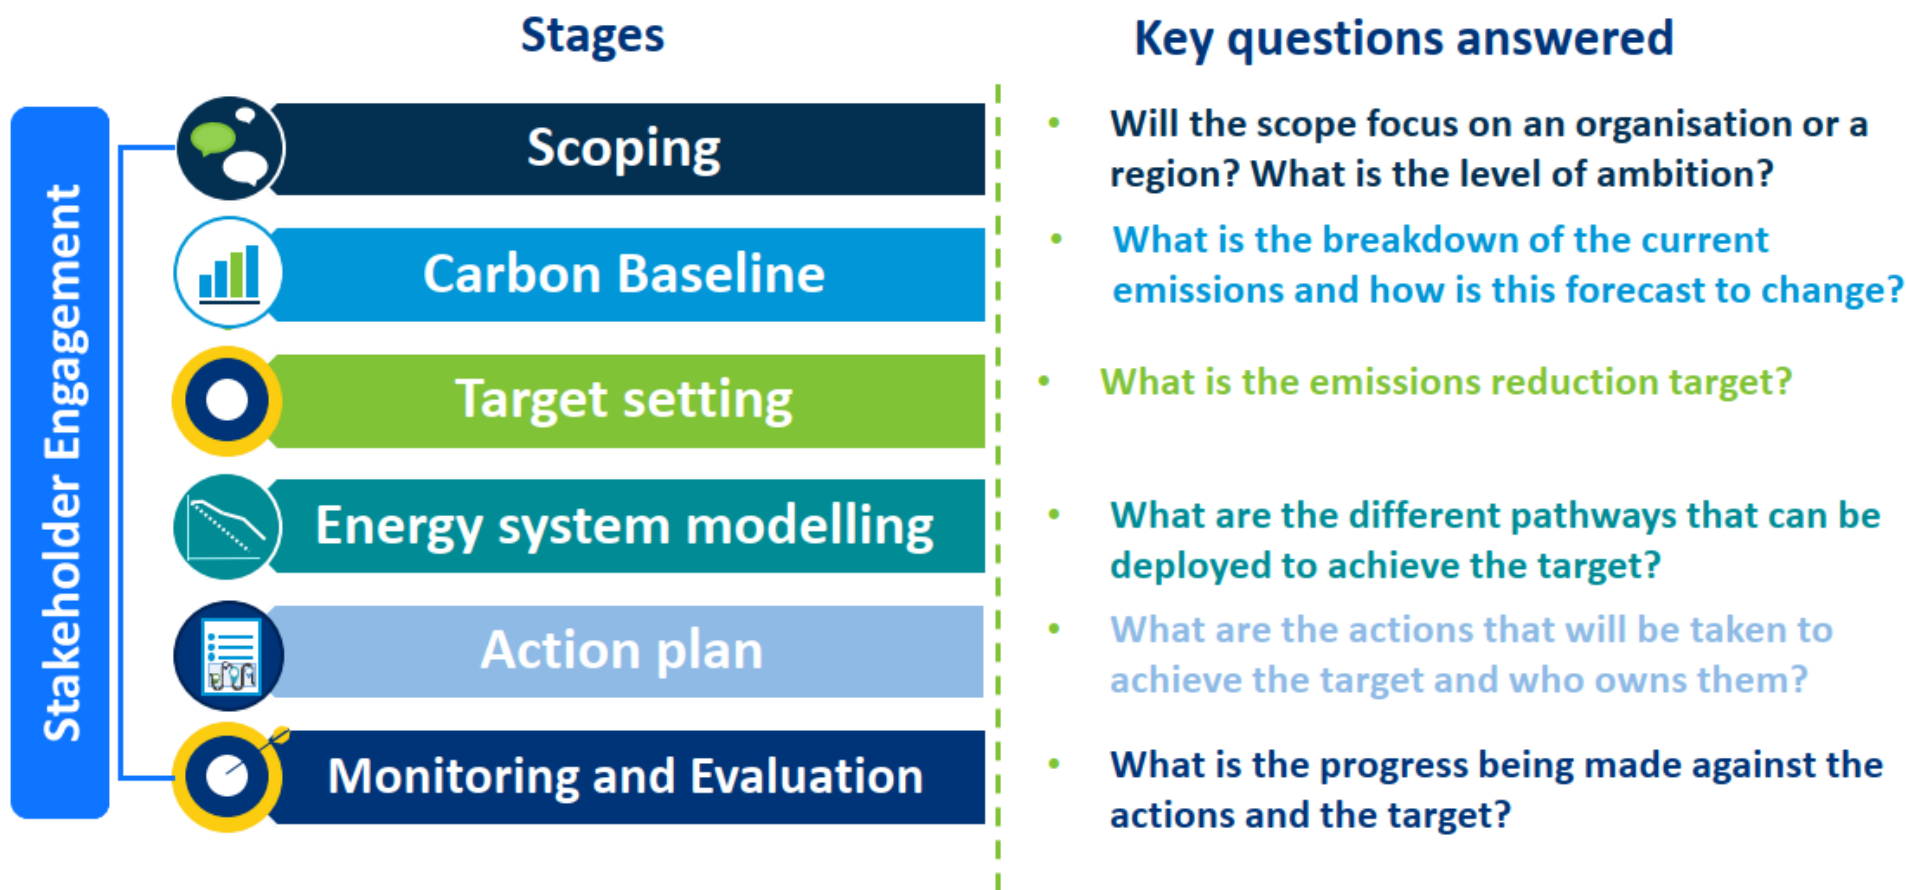 Stages
Key questions answered
Stakeholder Engagement
Scoping
Will the scope focus on an organisation or a
region? What is the level of ambition?
Carbon Baseline
What is the breakdown of the current
emissions and how is this forecast to change?
Target setting
What is the emissions reduction target?
Energy system modelling
What are the different pathways that can be
deployed to achieve the target?
Action plan
What are the actions that will be taken to
achieve the target and who owns them?
Monitoring and Evaluation
What is the progress being made against the
actions and the target?